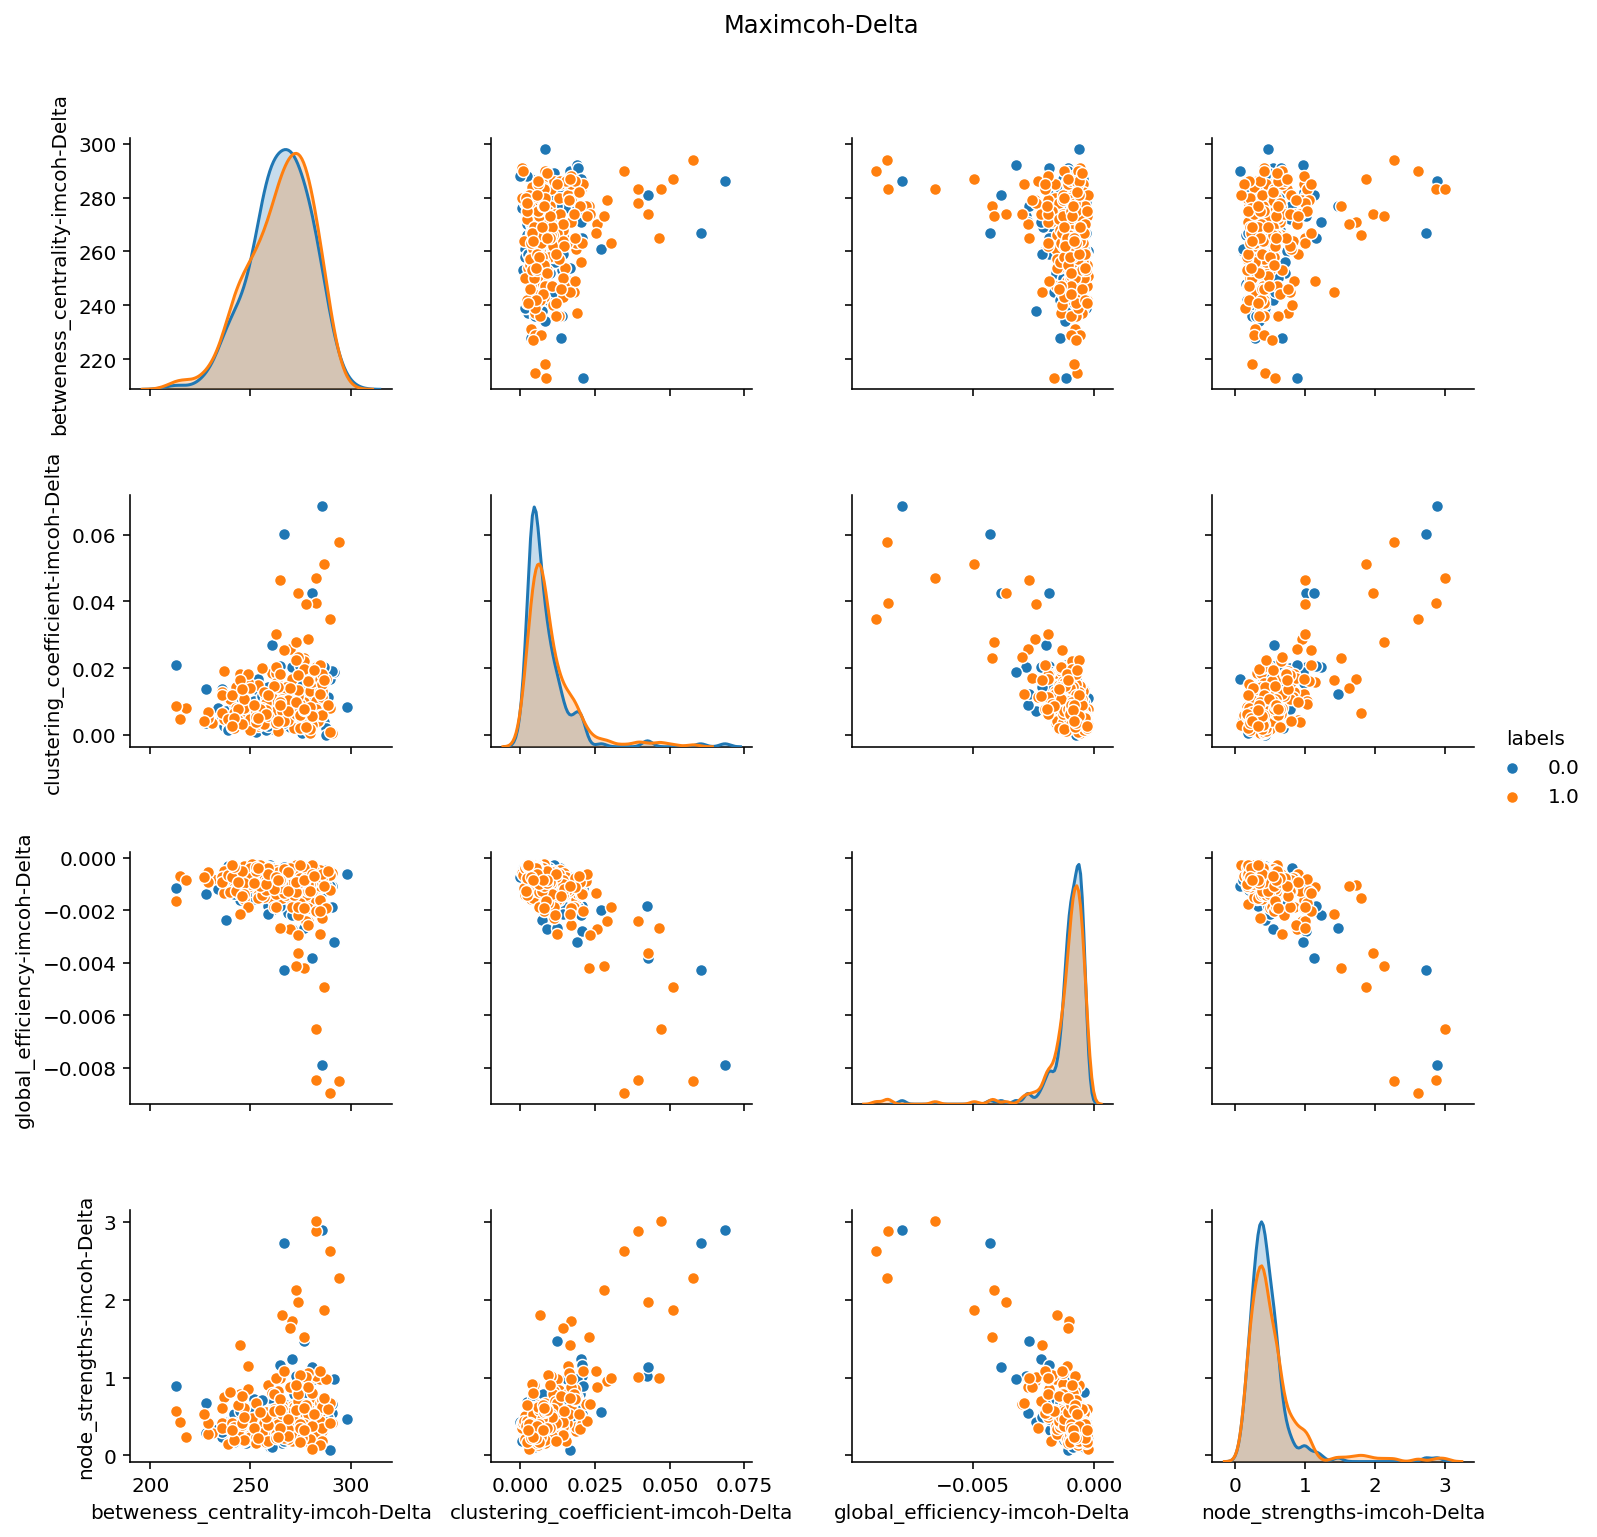 Maximcoh-Delta
betweness_centrality-imcoh-Delta
300
280
260
240
220
clustering_coefficient-imcoh-Delta
0.06
0.04
0.02
0.00
labels
0.0
1.0
global_efficiency-imcoh-Delta
0.000
−0.002
−0.004
−0.006
−0.008
node_strengths-imcoh-Delta
3
2
1
0
200 250 300
0.000 0.025 0.050 0.075
−0.005 0.000
0 1 2 3
betweness_centrality-imcoh-Delta
clustering_coefficient-imcoh-Delta
global_efficiency-imcoh-Delta
node_strengths-imcoh-Delta